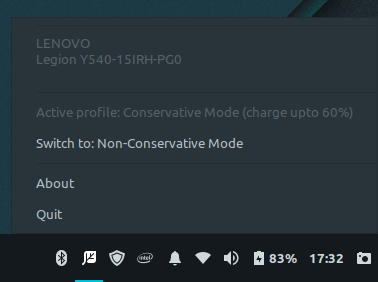 LENOVO
Legion Y540-15IRH-PG0
Active profile: Conservative Mode (charge upto 60%)
Switch to: Non-Conservative Mode
About
Quit
intel
83%
17:32